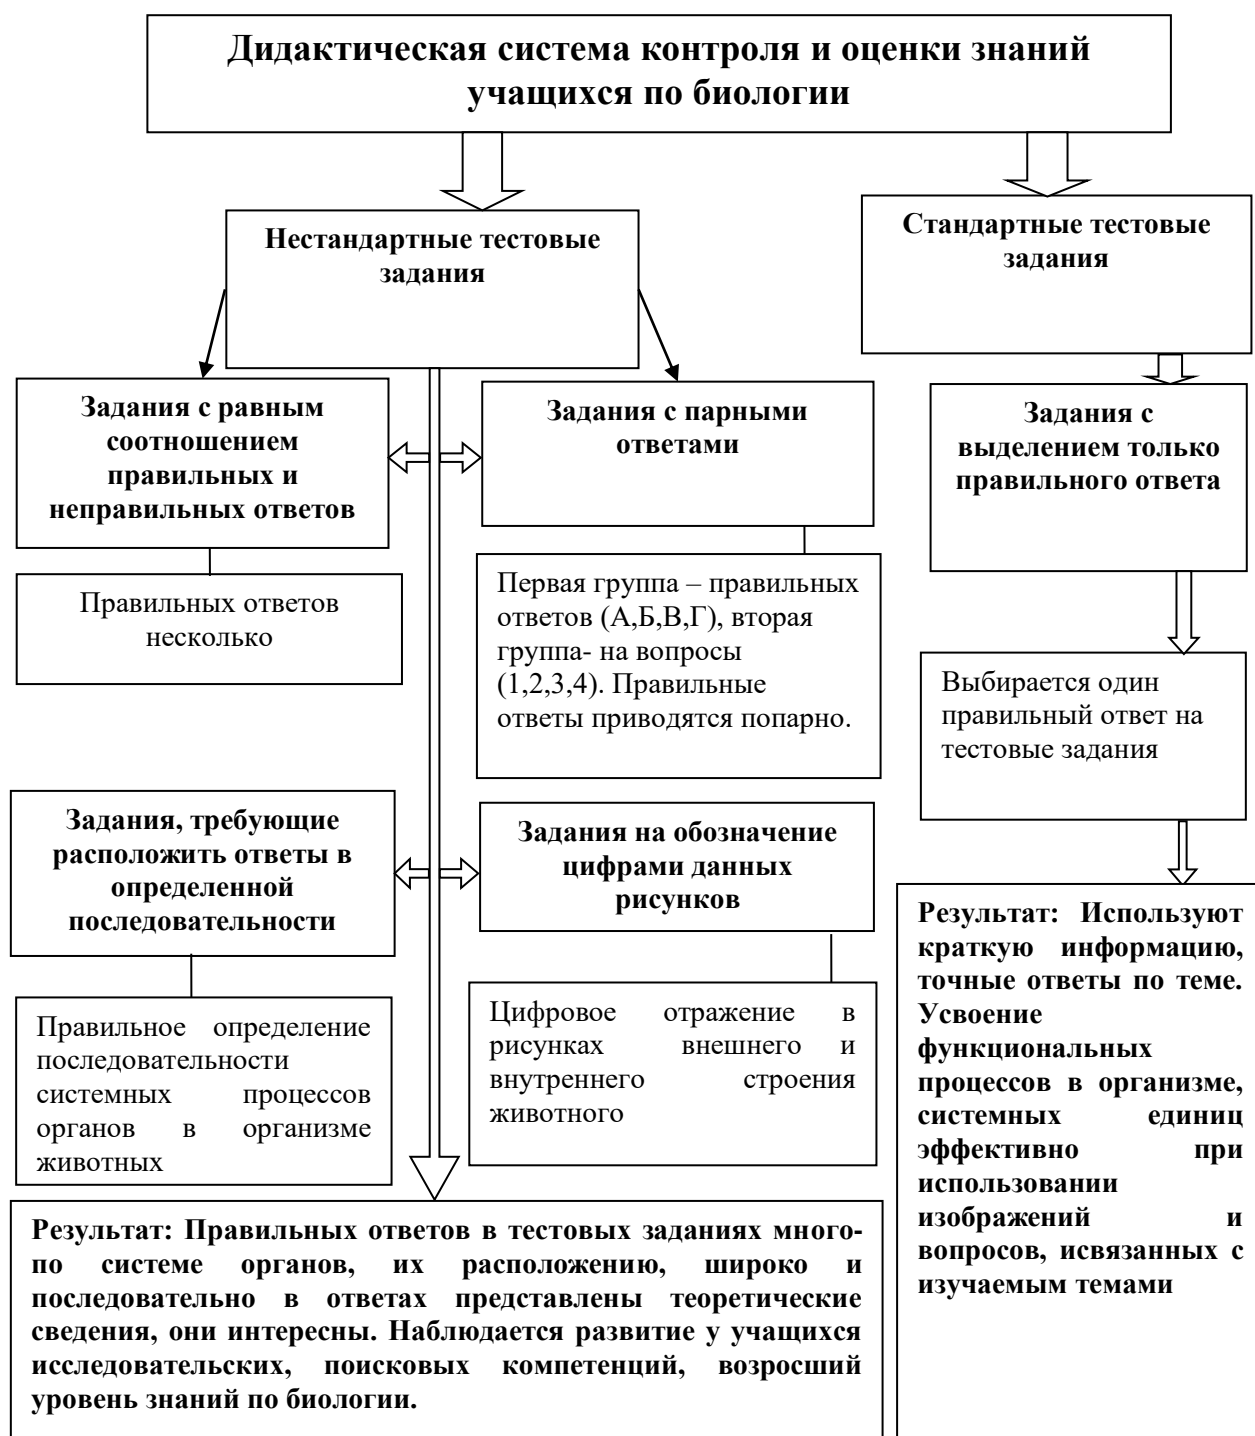 Дидактическая система контроля и оценки знаний
учащихся по биологии
Нестандартные тестовые
задания
Стандартные тестовые
задания
Задания с равным
соотношением
правильных и
неправильных ответов
Задания с парными
ответами
Задания с
выделением только
правильного ответа
Правильных ответов
несколько
Первая группа – правильных
ответов (А,Б,В,Г), вторая
группа- на вопросы
(1,2,3,4). Правильные
ответы приводятся попарно.
Выбирается один
правильный ответ на
тестовые задания
Задания, требующие
расположить ответы в
определенной
последовательности
Задания на обозначение
цифрами данных
рисунков
Правильное определение
последовательности
системных процессов
органов в организме
животных
Цифровое отражение в
рисунках внешнего и
внутреннего строения
животного
Результат: Используют
краткую информацию,
точные ответы по теме.
Усвоение
функциональных
процессов в организме,
системных единиц
эффективно при
использовании
изображений и
вопросов, исвязанных с
изучаемым темами
Результат: Правильных ответов в тестовых заданиях много-
по системе органов, их расположению, широко и
последовательно в ответах представлены теоретические
сведения, они интересны. Наблюдается развитие у учащихся
исследовательских, поисковых компетенций, возросший
уровень знаний по биологии.